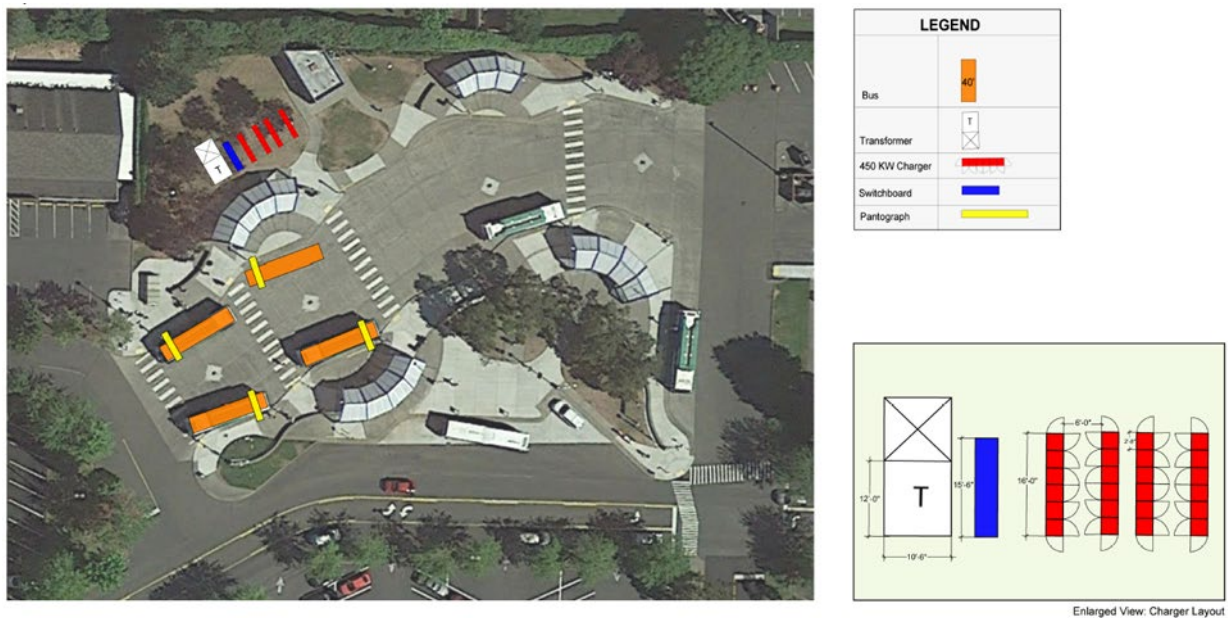 T
LEGEND
Bus
40'
Transformer
T
450 KW Charger
Switchboard
Pantograph
6'-0"
16'-0"
15'-6"
12'-0"
T
10'-6"
Enlarged View: Charger Layout